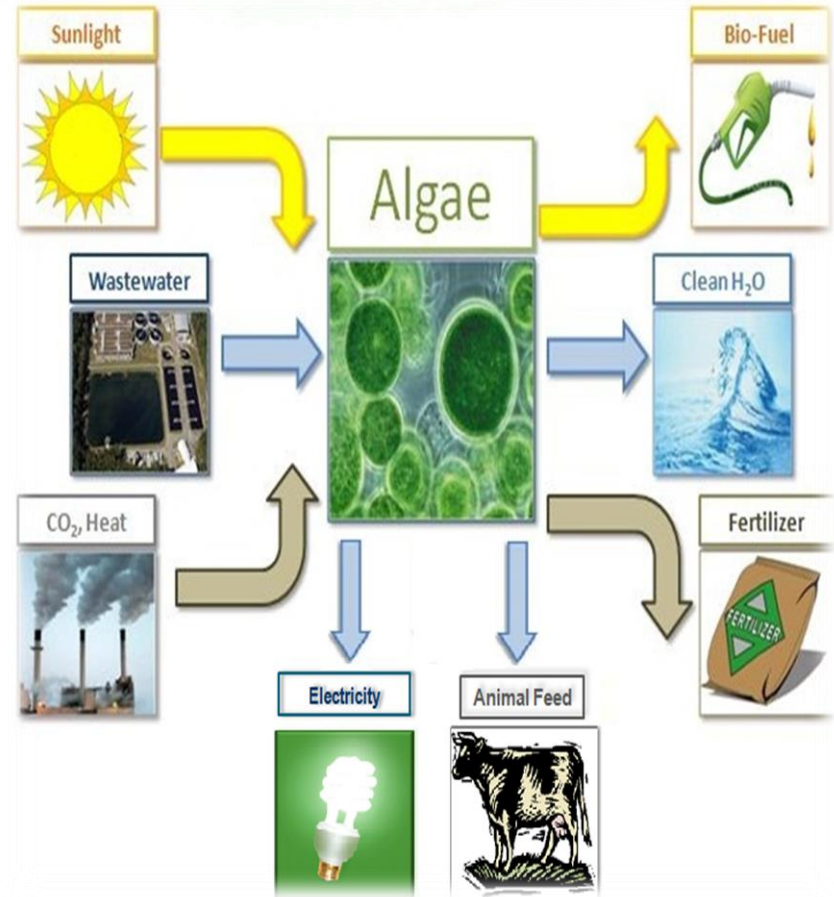 Sunlight
Bio-Fuel
Algae
Wastewater
Clean H₂O
CO₂, Heat
Fertilizer
FERTILIZER
Electricity
Animal Feed